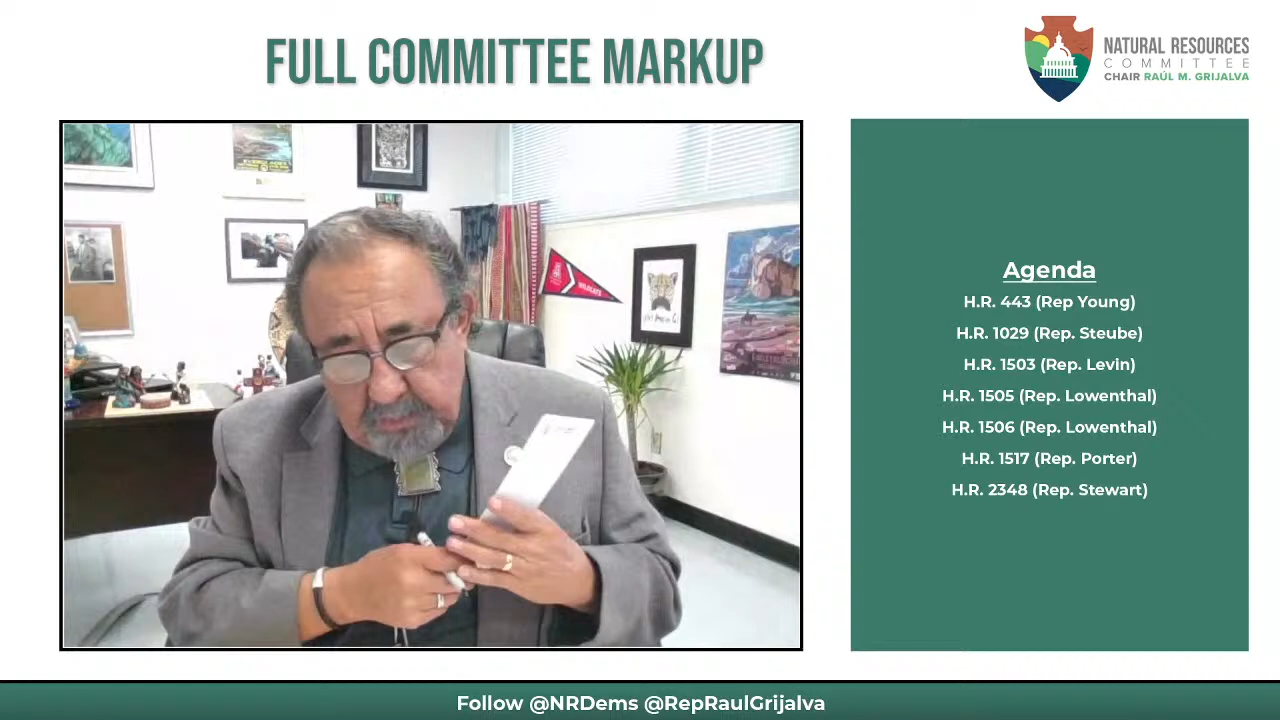 FULL COMMITTEE MARKUP
NATURAL RESOURCES
COMMITTEE
CHAIR RAÚL M. GRIJALVA
WILDCATS
Agenda
H.R. 443 (Rep Young)
H.R. 1029 (Rep. Steube)
H.R. 1503 (Rep. Levin)
H.R. 1505 (Rep. Lowenthal)
H.R. 1506 (Rep. Lowenthal)
H.R. 1517 (Rep. Porter)
H.R. 2348 (Rep. Stewart)
Follow @NRDems @RepRaulGrijalva